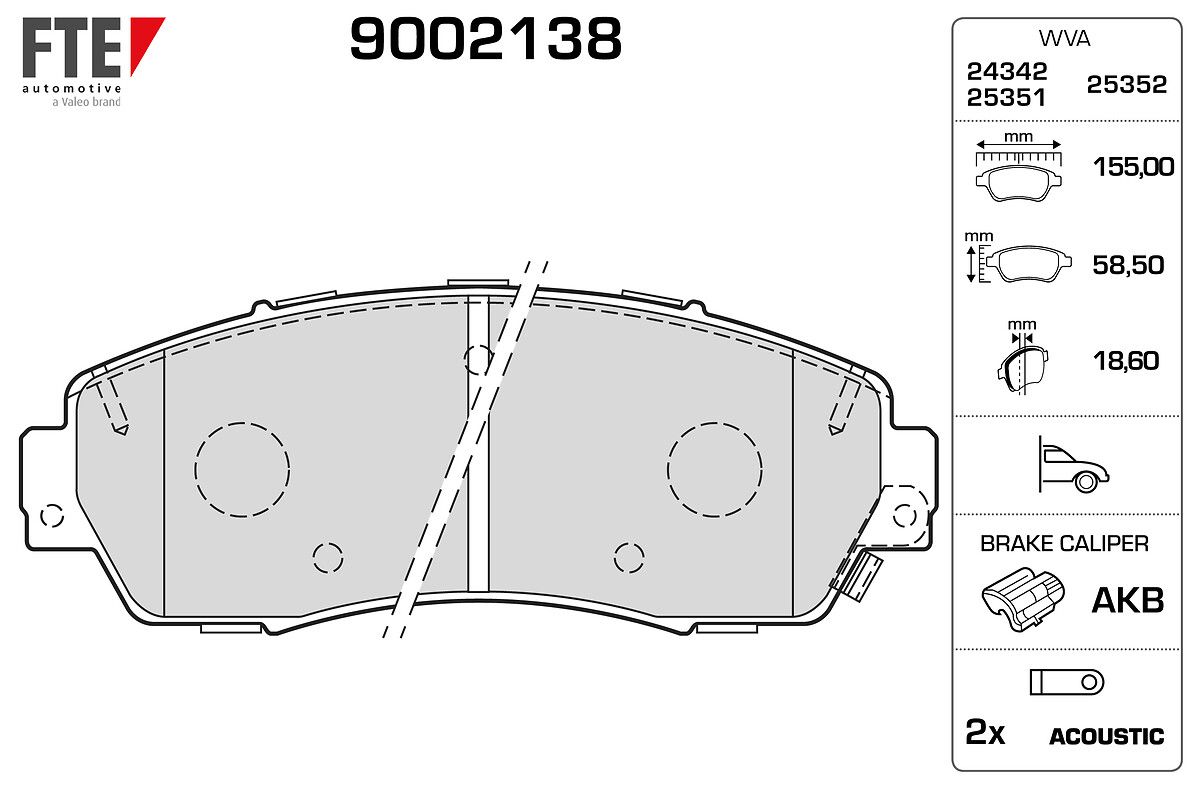 FTE
automotive
a Valeo brand
9002138
WVA
24342
25351
25352
mm
155,00
mm
58,50
mm
18,60
BRAKE CALIPER
AKB
2x
ACOUSTIC